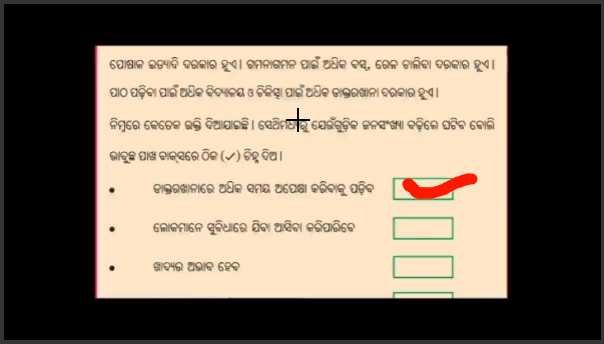 ପୋଷାକ ଇତ୍ୟାଦି ଦରକାର ହୁଏ। ଗମନାଗମନ ପାଇଁ ଅଧିକ ବସ୍, ରେଳ ଚାଲିବା ଦରକାର ହୁଏ।
ପାଠ ପଢ଼ିବା ପାଇଁ ଅଧିକ ବିଦ୍ୟାଳୟ ଓ ଚିକିତ୍ସା ପାଇଁ ଅଧିକ ଡାକ୍ତରଖାନା ଦରକାର ହୁଏ।
ନିମ୍ନରେ କେତେକ ଉକ୍ତି ଦିଆଯାଇଛି। ସେଥିମଧ୍ୟରୁ ଯେଉଁଗୁଡ଼ିକ ଜନସଂଖ୍ୟା ବଢ଼ିଲେ ଘଟିବ ବୋଲି
ଭାବୁଛ ପାଖ ବାକ୍ସରେ ଠିକ (✓) ଚିହ୍ନ ଦିଅ।
• ଡାକ୍ତରଖାନାରେ ଅଧିକ ସମୟ ଅପେକ୍ଷା କରିବାକୁ ପଡ଼ିବ
• ଲୋକମାନେ ସୁବିଧାରେ ଯିବା ଆସିବା କରିପାରିବେ
• ଖାଦ୍ୟର ଅଭାବ ହେବ